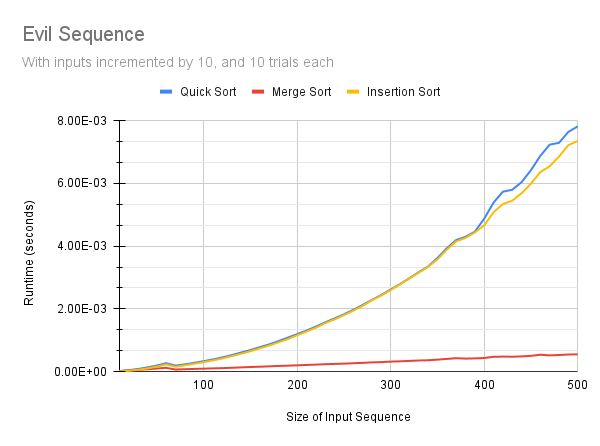 Evil Sequence
With inputs incremented by 10, and 10 trials each
Quick Sort Merge Sort Insertion Sort
8.00E-03
6.00E-03
4.00E-03
2.00E-03
0.00E+00
Runtime (seconds)
100 200 300 400 500
Size of Input Sequence